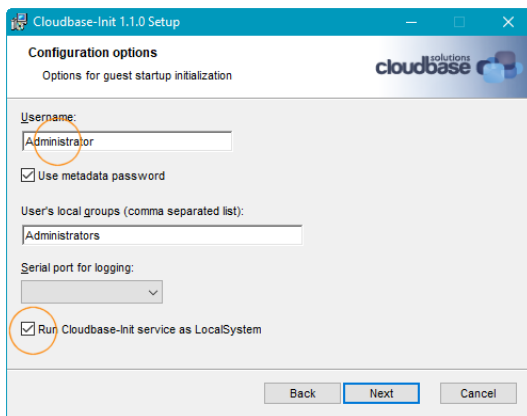 Cloudbase-Init 1.1.0 Setup
Configuration options
Options for guest startup initialization
cloudbase solutions
Username:
Administrator
Use metadata password
User's local groups (comma separated list):
Administrators
Serial port for logging:
Run Cloudbase-Init service as LocalSystem
Back Next Cancel